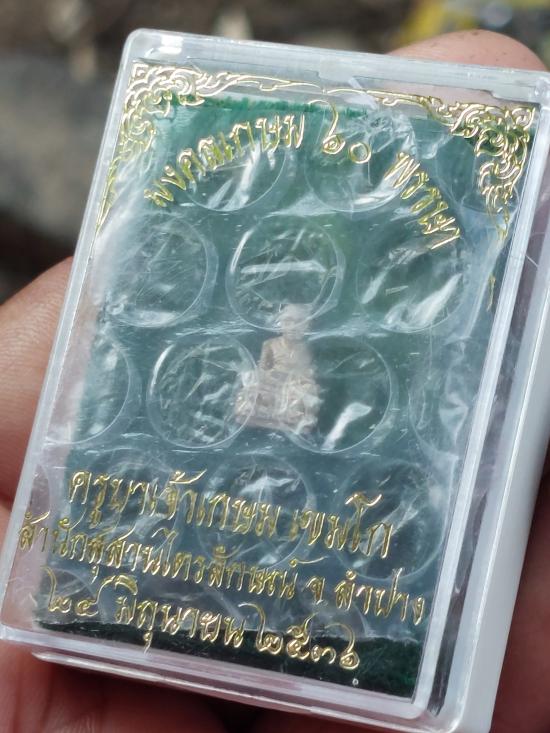 มงคลเกษม ๖๐ พรรษา
ครูบาเจ้าเกษม เขมโก
สำนักสุสานไตรลักษณ์ จ ลำปาง
๒๘ มิถุนายน ๒๕๓๖